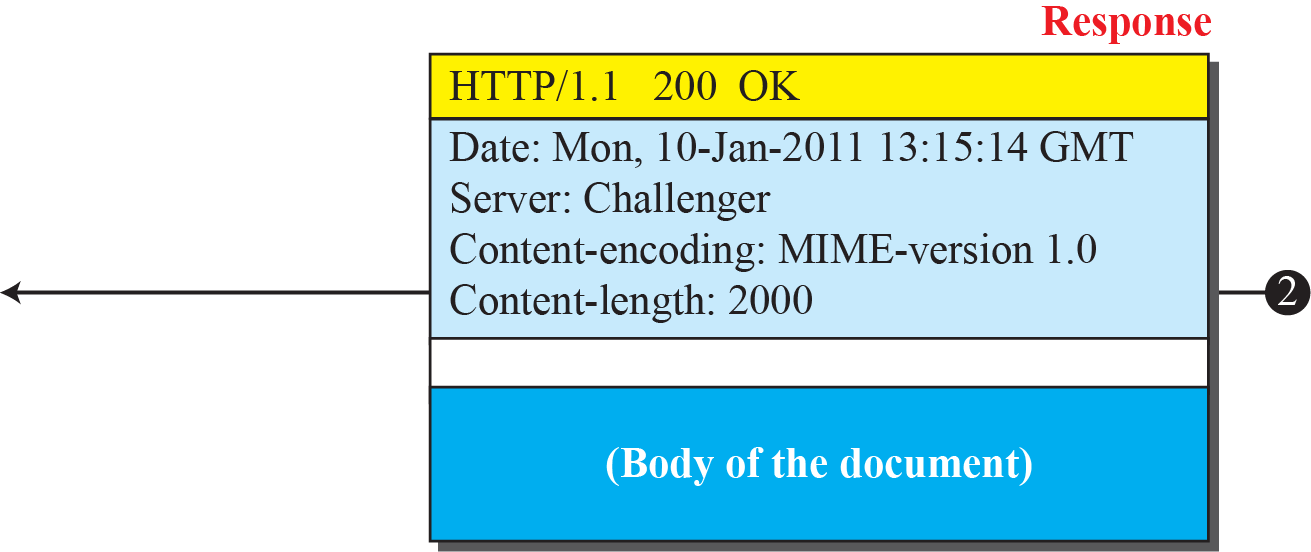 Response
HTTP/1.1 200 OK
Date: Mon, 10-Jan-2011 13:15:14 GMT
Server: Challenger
Content-encoding: MIME-version 1.0
Content-length: 2000
2
(Body of the document)